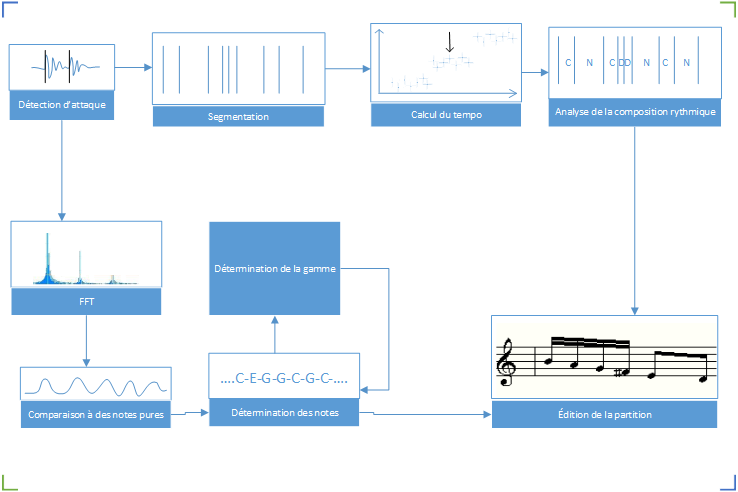 Détection d'attaque
Segmentation
Calcul du tempo
C N C D D N C N
Analyse de la composition rythmique
FFT
Comparaison à des notes pures
Détermination de la gamme
....C-E-G-G-C-G-C-....
Détermination des notes
Édition de la partition